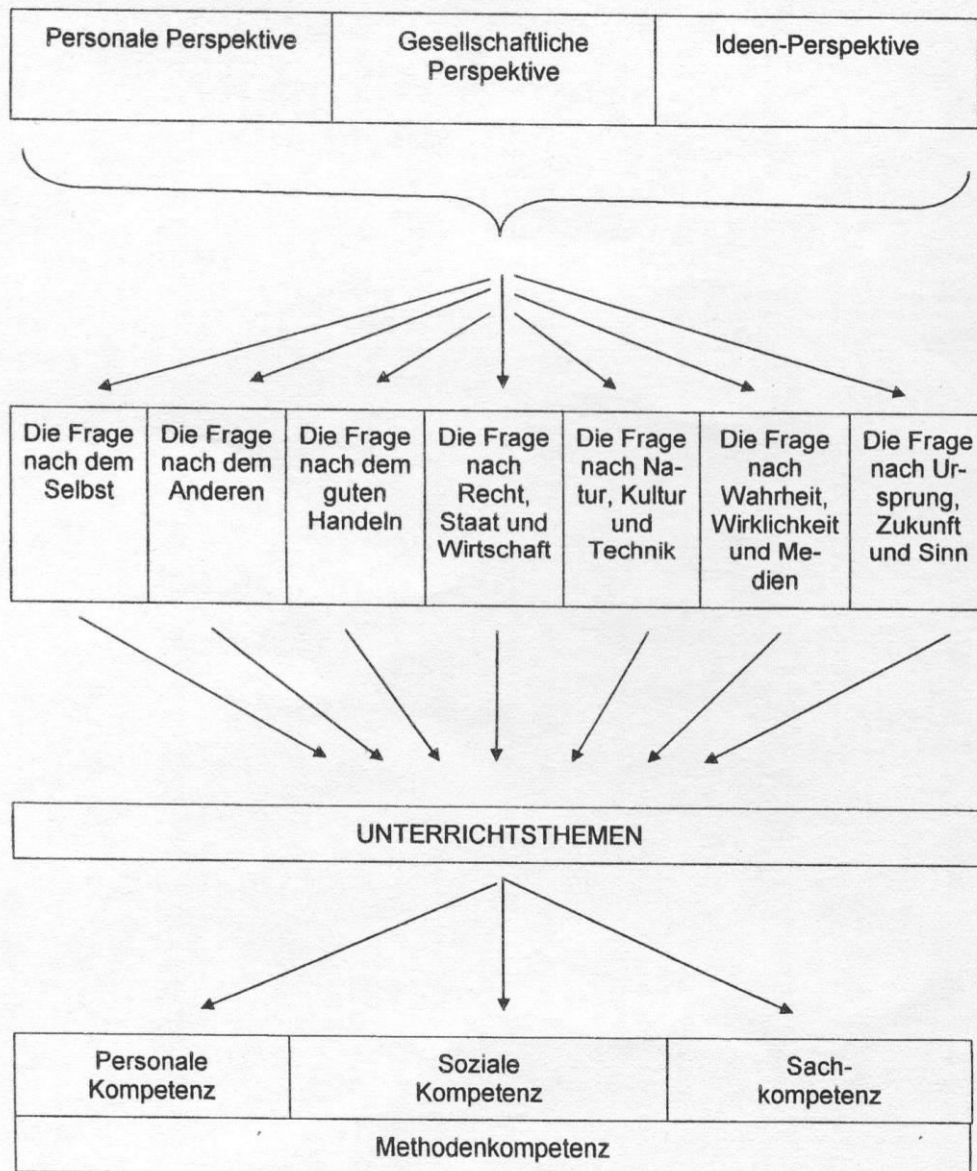 Personale Perspektive
Gesellschaftliche
Perspektive
Ideen-Perspektive
Die Frage
nach dem
Selbst
Die Frage
nach dem
Anderen
Die Frage
nach dem
guten
Handeln
Die Frage
nach
Recht,
Staat und
Wirtschaft
Die Frage
nach Na-
tur, Kultur
und
Technik
Die Frage
nach
Wahrheit,
Wirklichkeit
und Me-
dien
Die Frage
nach Ur-
sprung,
Zukunft
und Sinn
UNTERRICHTSTHEMEN
Personale
Kompetenz
Soziale
Kompetenz
Sach-
kompetenz
Methodenkompetenz